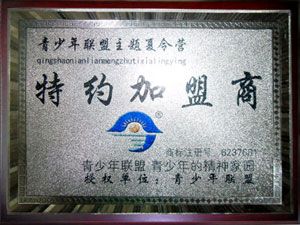 青少年联盟主题夏令营
qingshaonianlianmengzhutixialingying
特约加盟商
®
商标注册号 6237681
青少年联盟 青少年的精神家园
授权单位：青少年联盟